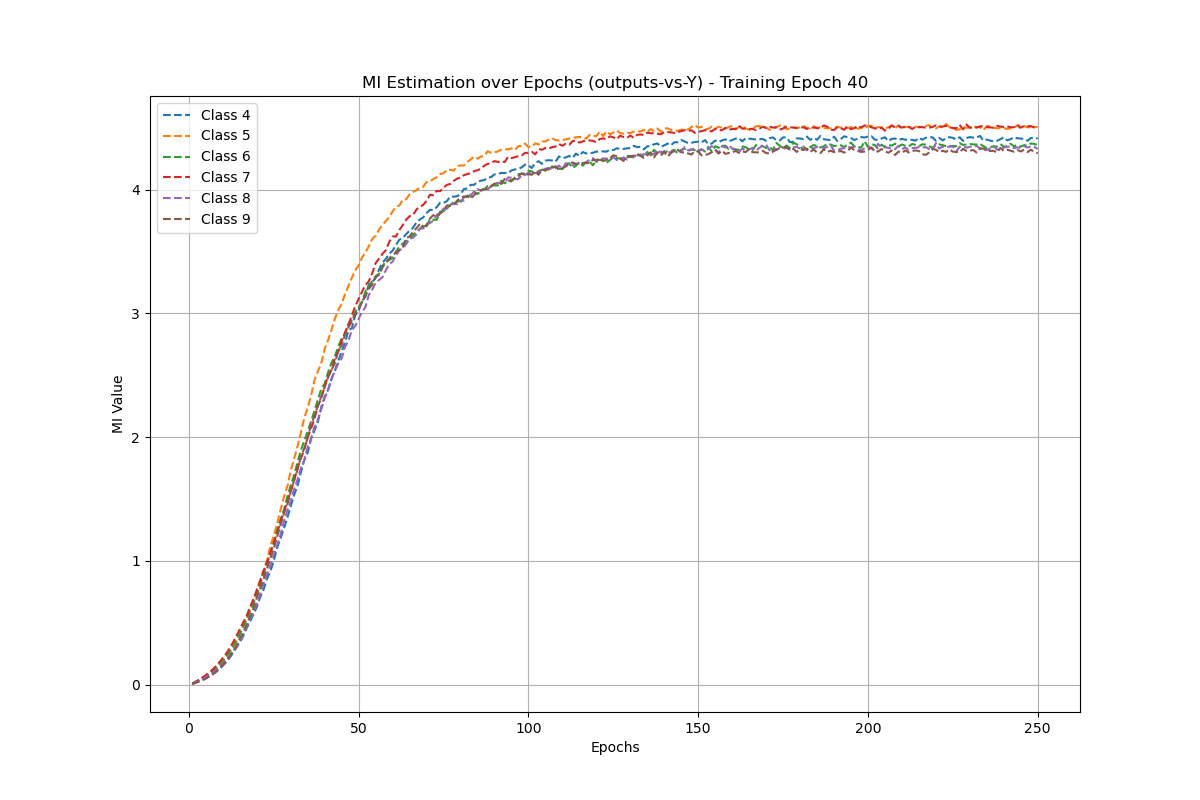 MI Estimation over Epochs (outputs-vs-Y) - Training Epoch 40
Class 4
Class 5
Class 6
Class 7
Class 8
Class 9
MI Value
4
3
2
1
0
0 50 100 150 200 250
Epochs